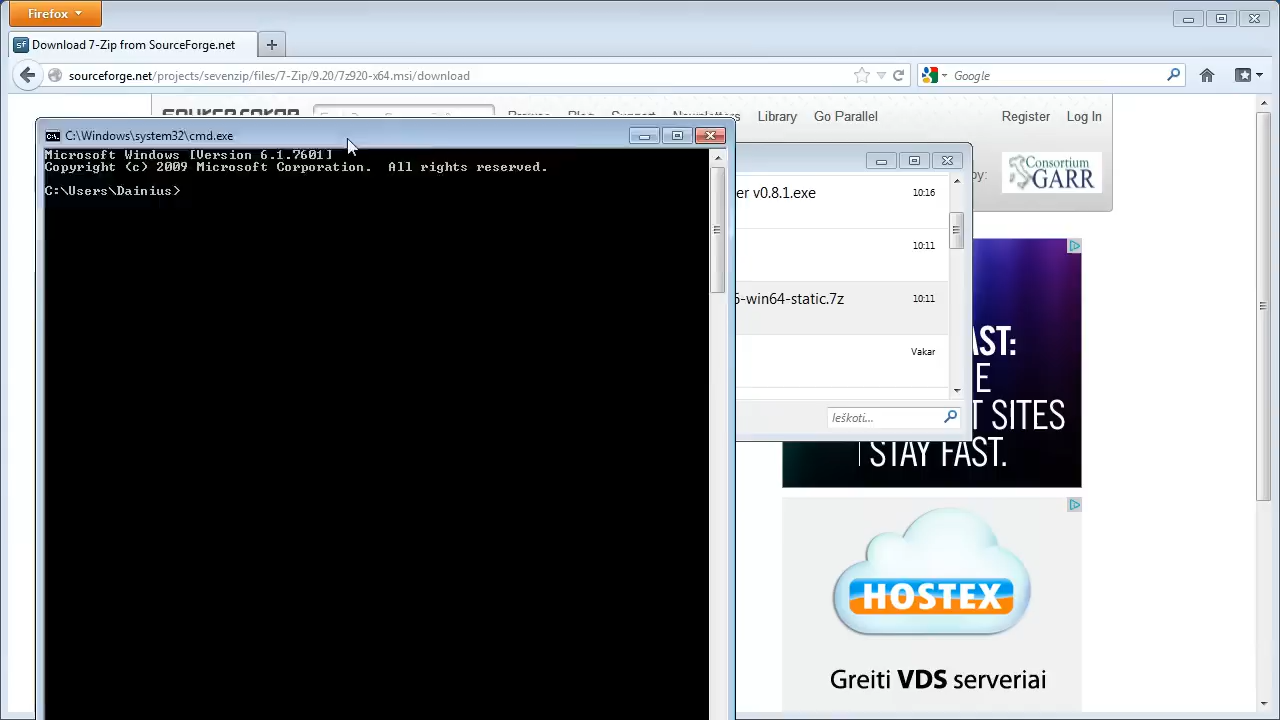 Firefox
Download 7-Zip from SourceForge.net
sourceforge.net/projects/sevenzip/files/7-Zip/9.20/7z920-x64.msi/download
Google
Library
Go Parallel
Register
Log In
C:\Windows\system32\cmd.exe
Microsoft Windows [Version 6.1.7601]
Copyright (c) 2009 Microsoft Corporation. All rights reserved.
C:\Users\Dainius>
by:
Consortium
GARR
er v0.8.1.exe
10:16
10:11
-win64-static.7z
10:11
Vakar
Ieškoti...
AST:
E
T SITES
STAY FAST.
HOSTEX
Greiti VDS serveriai